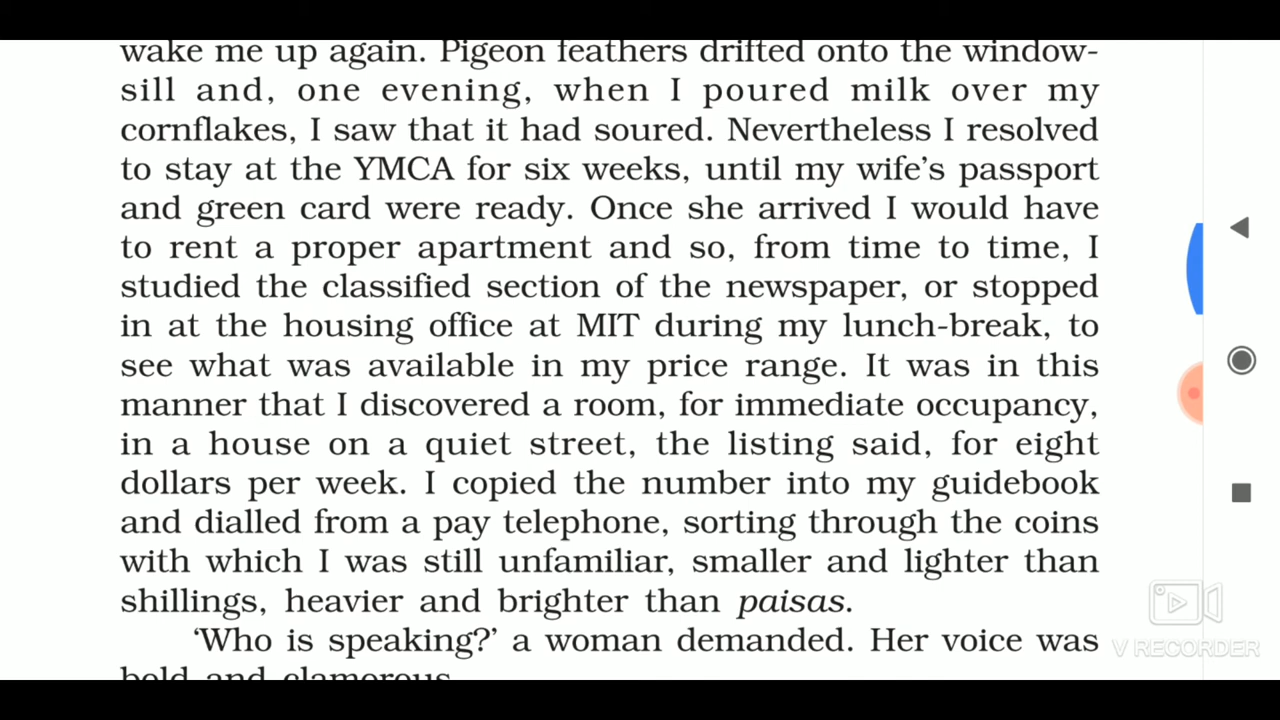 wake me up again. Pigeon feathers drifted onto the window-
sill and, one evening, when I poured milk over my
cornflakes, I saw that it had soured. Nevertheless I resolved
to stay at the YMCA for six weeks, until my wife's passport
and green card were ready. Once she arrived I would have
to rent a proper apartment and so, from time to time, I
studied the classified section of the newspaper, or stopped
in at the housing office at MIT during my lunch-break, to
see what was available in my price range. It was in this
manner that I discovered a room, for immediate occupancy,
in a house on a quiet street, the listing said, for eight
dollars per week. I copied the number into my guidebook
and dialled from a pay telephone, sorting through the coins
with which I was still unfamiliar, smaller and lighter than
shillings, heavier and brighter than paisas.
'Who is speaking?' a woman demanded. Her voice was
bold and clamorous.
V RECORDER